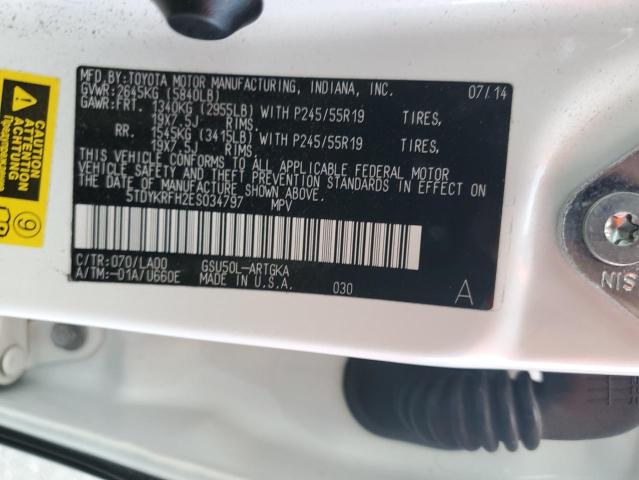 MFD.BY:TOYOTA MOTOR MANUFACTURING, INDIANA, INC. 07/14
GVWR:2645KG (5840LB)
GAWR:FRT. 1340KG (2955LB) WITH P245/55R19 TIRES,
19X7.5J RIMS
RR. 1545KG (3415LB) WITH P245/55R19 TIRES,
19X7.5J RIMS.
THIS VEHICLE CONFORMS TO ALL APPLICABLE FEDERAL MOTOR
VEHICLE SAFETY AND THEFT PREVENTION STANDARDS IN EFFECT
ON THE DATE OF MANUFACTURE SHOWN ABOVE.
5TDYKRFH2ES034797 MPV
C/TR:070/LA00 GSU50L-ARTGKA
A/TM:-01A/U660E MADE IN U.S.A. 030 A
CAUTION
ATTENTION
ACHTUNG
9
NIS